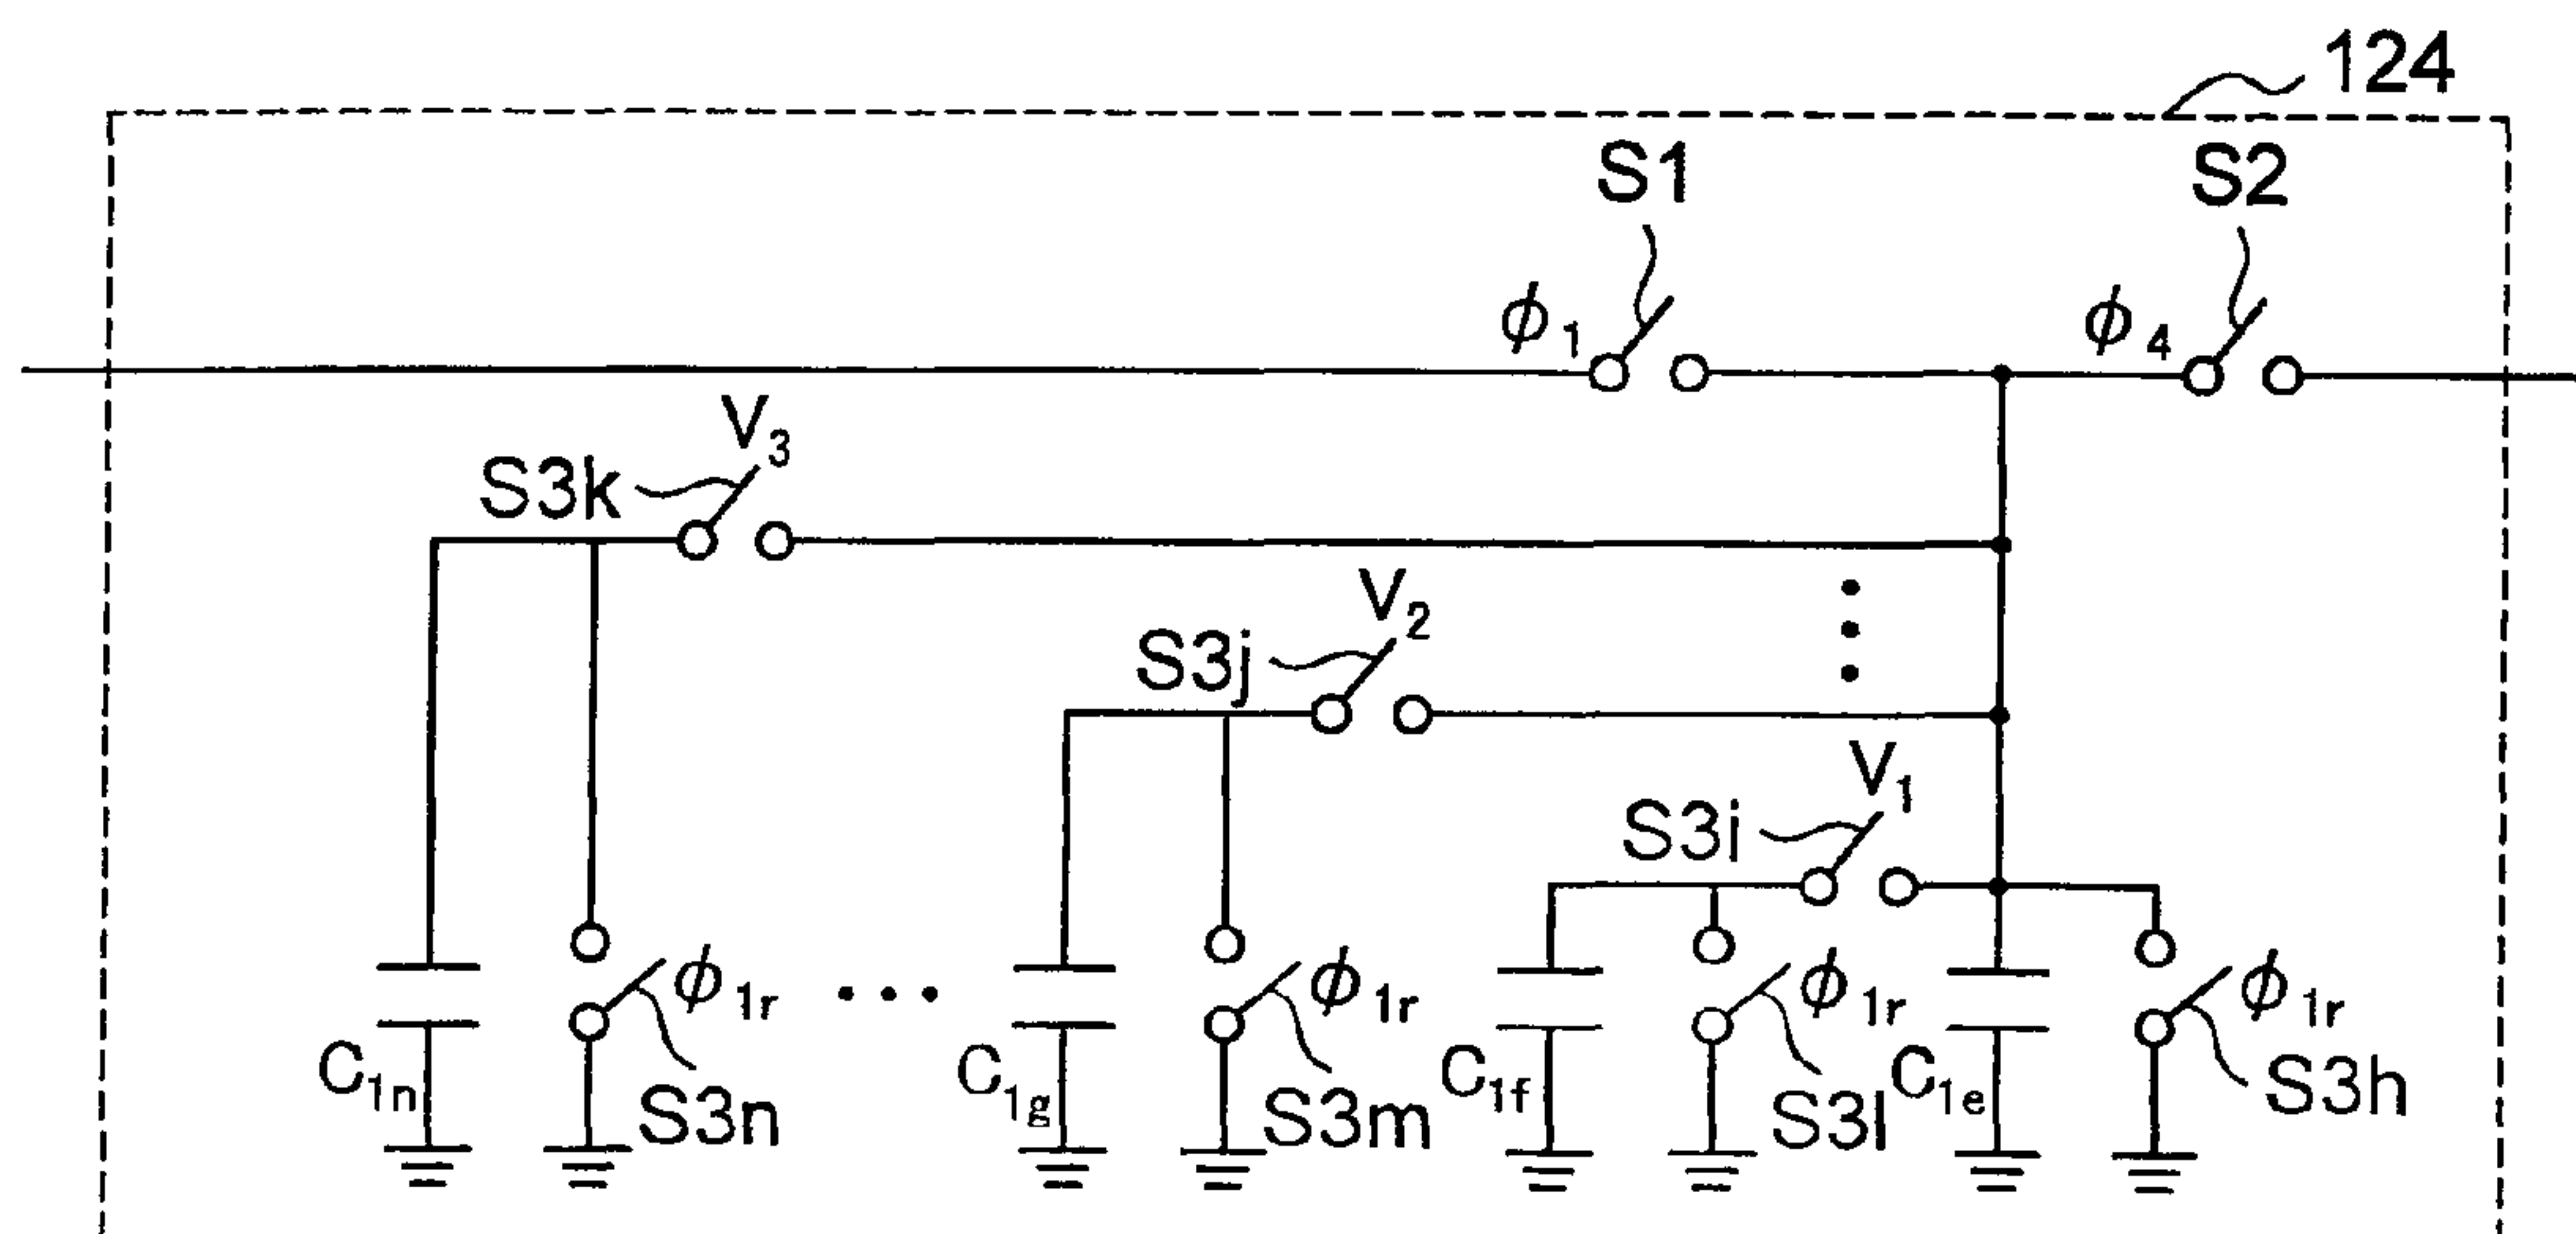 124
S1
S2
ϕ1
ϕ4
V3
S3k
V2
S3j
V1
S3i
ϕ1r
ϕ1r
ϕ1r
ϕ1r
C1n
S3n
C1g
S3m
C1f
S3l
C1e
S3h